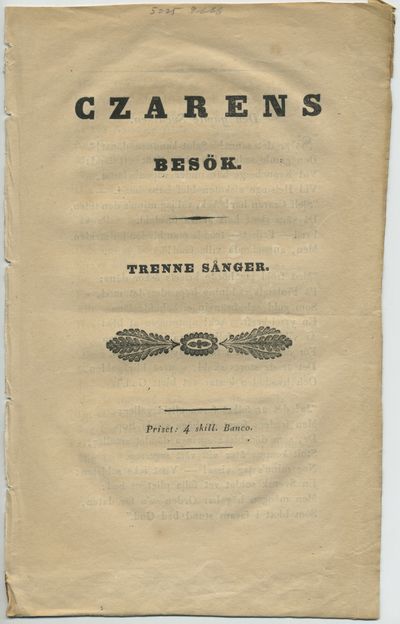 CZARENS
BESÖK.
TRENNE SÅNGER.
Priset: 4 skill. Banco.